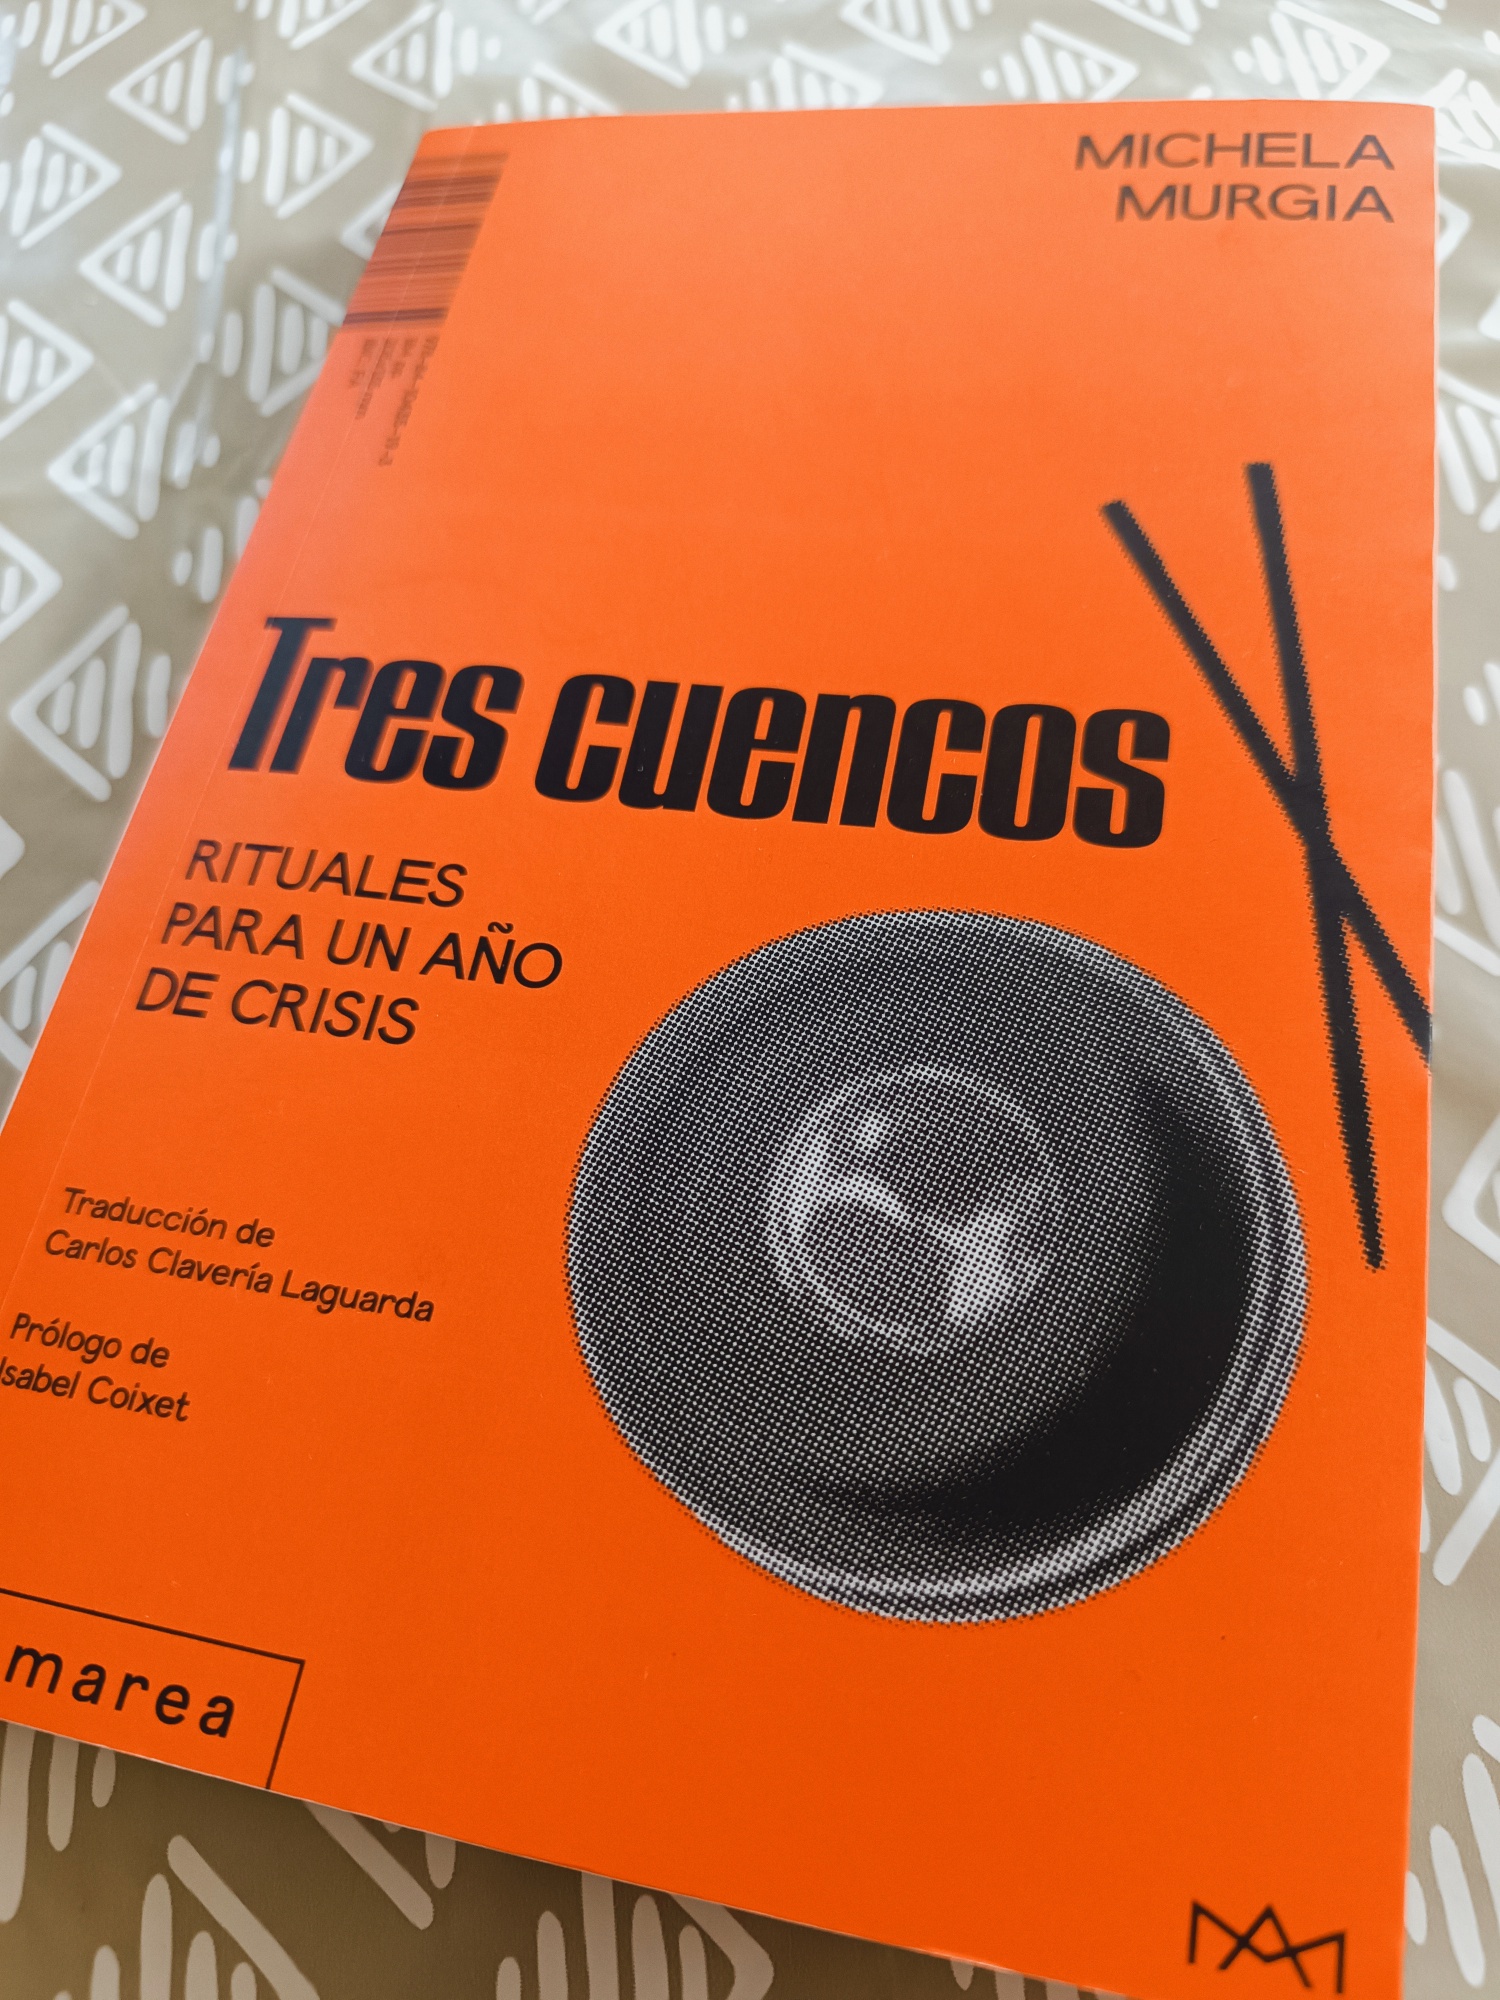 MICHELA
MURGIA
Tres cuencos
RITUALES
PARA UN AÑO
DE CRISIS
Traducción de
Carlos Clavería Laguarda
Prólogo de
Isabel Coixet
marea